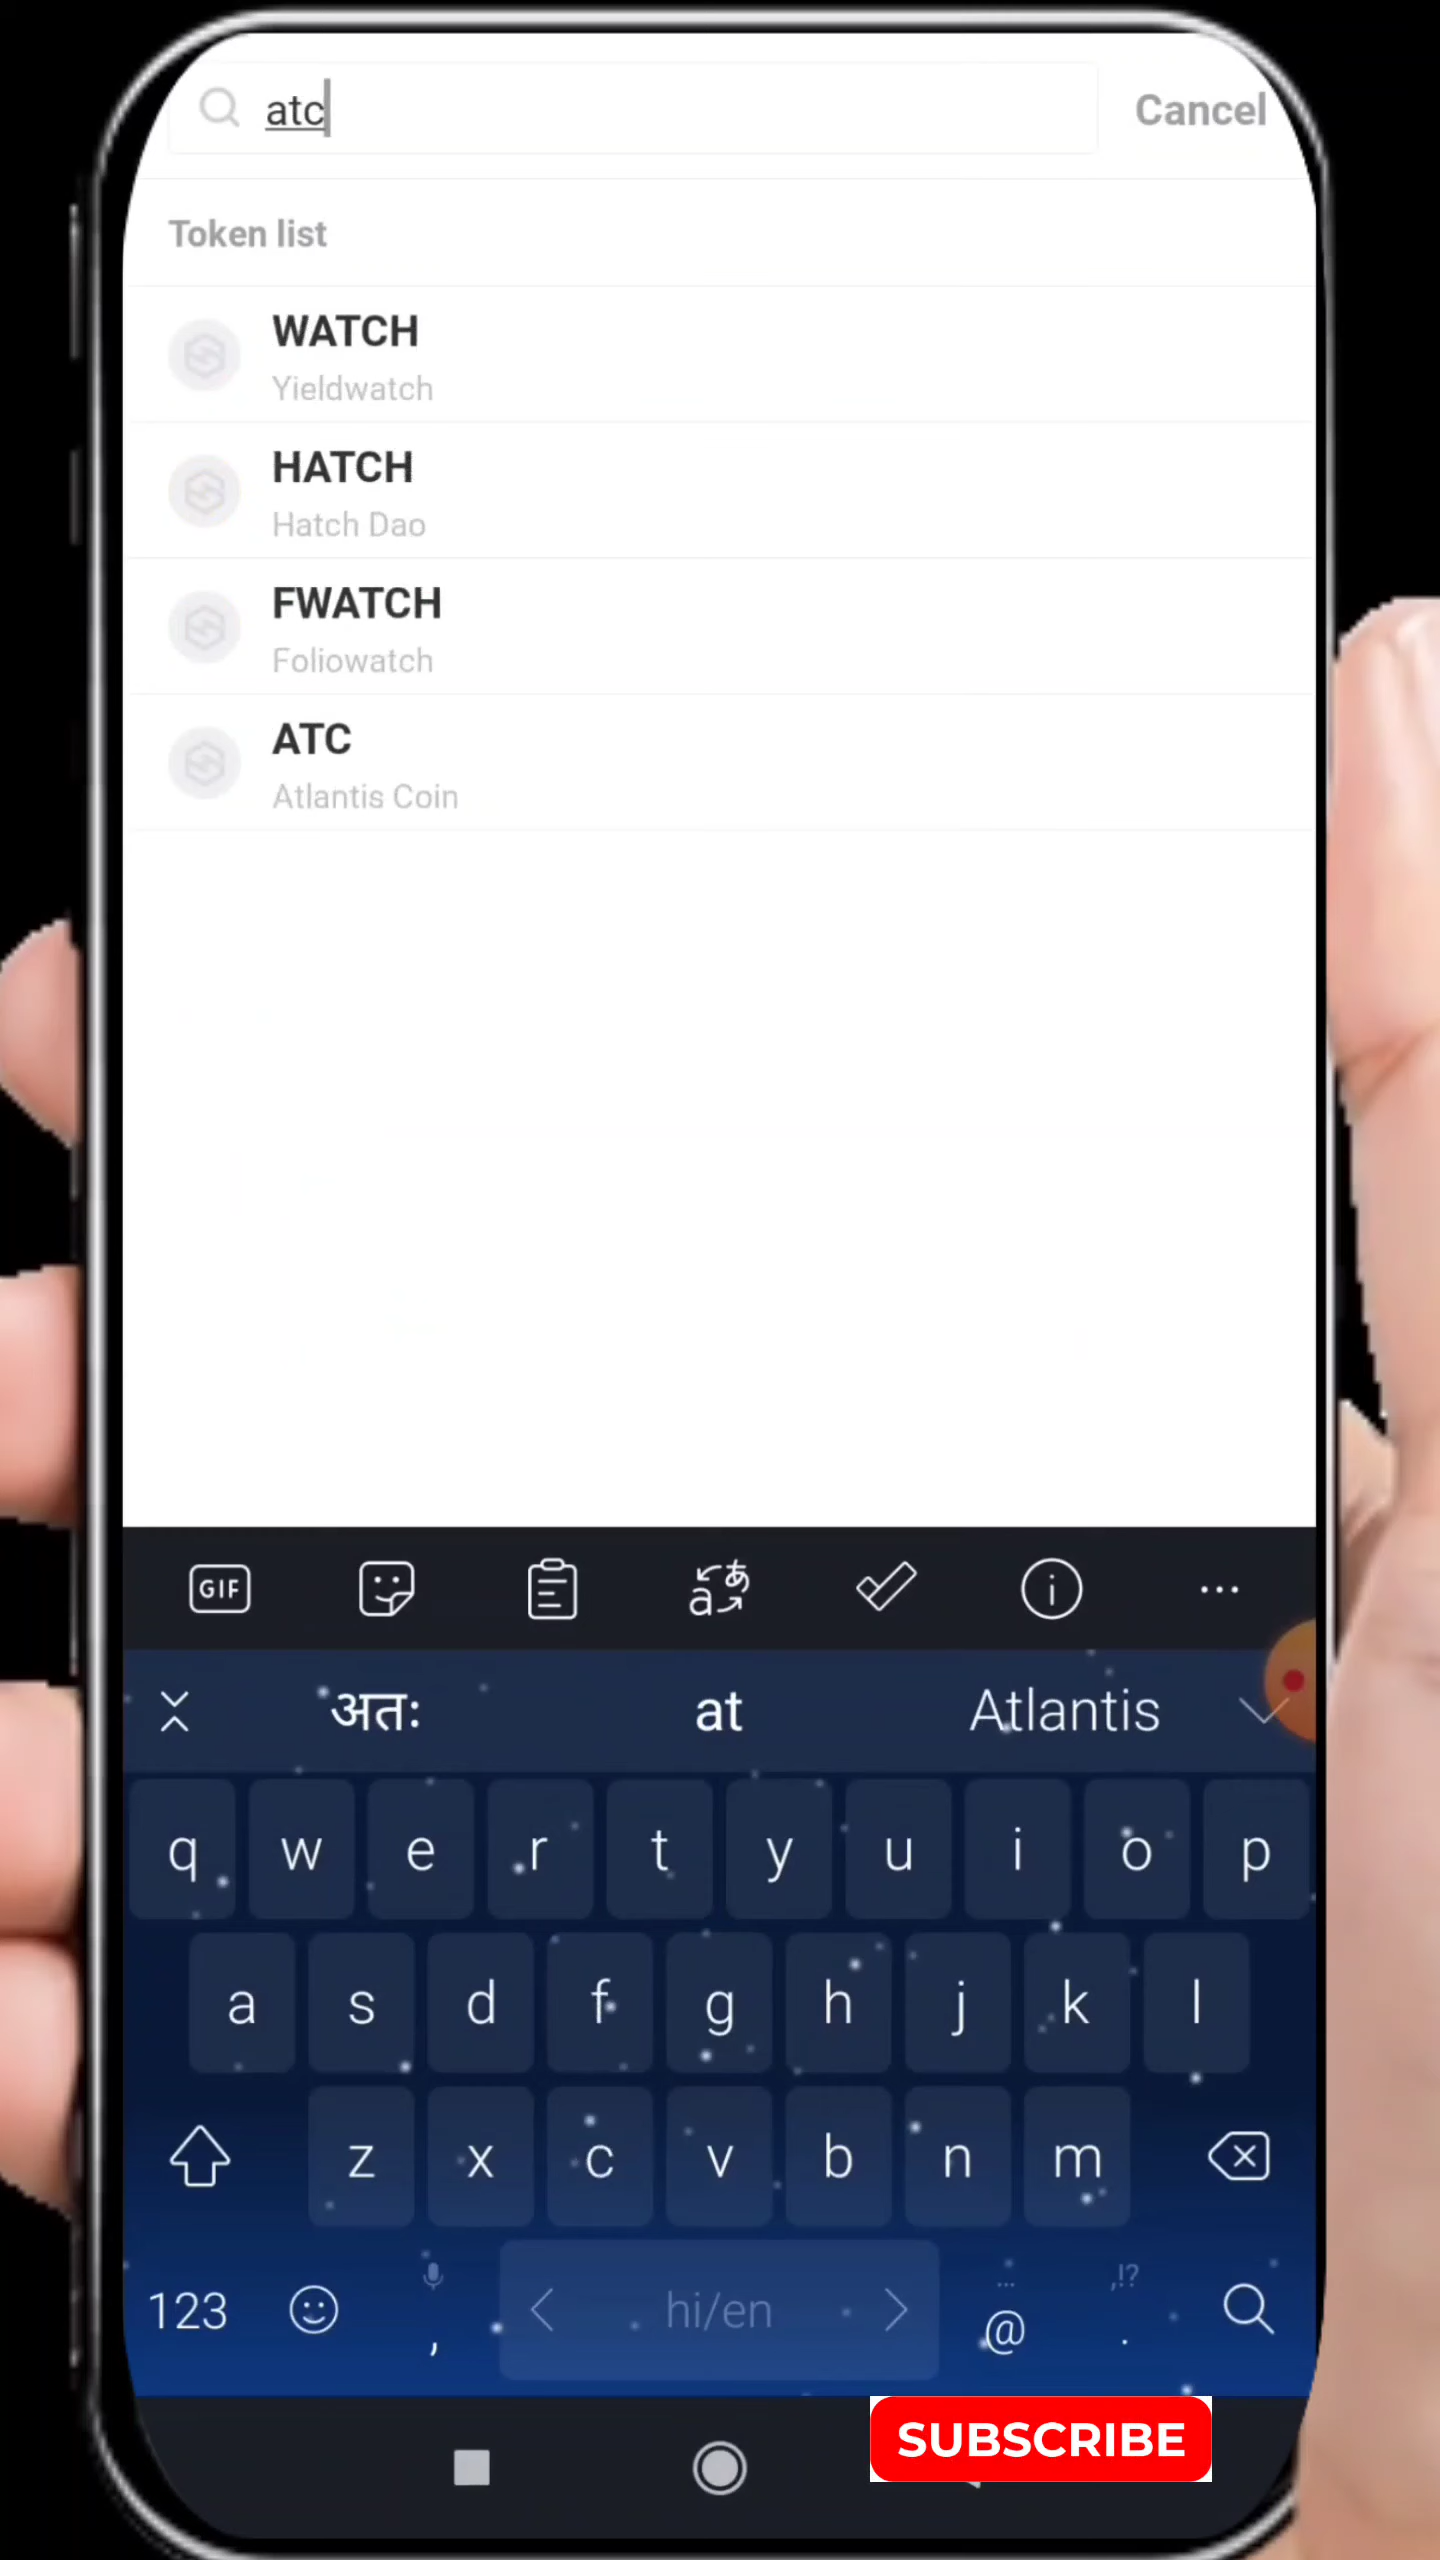 atc
Cancel
Token list
WATCH
Yieldwatch
HATCH
Hatch Dao
FWATCH
Foliowatch
ATC
Atlantis Coin
GIF
अतः at Atlantis
q w e r t y u i o p
a s d f g h j k l
z x c v b n m
123 , hi/en @ ... ,!? .
SUBSCRIBE